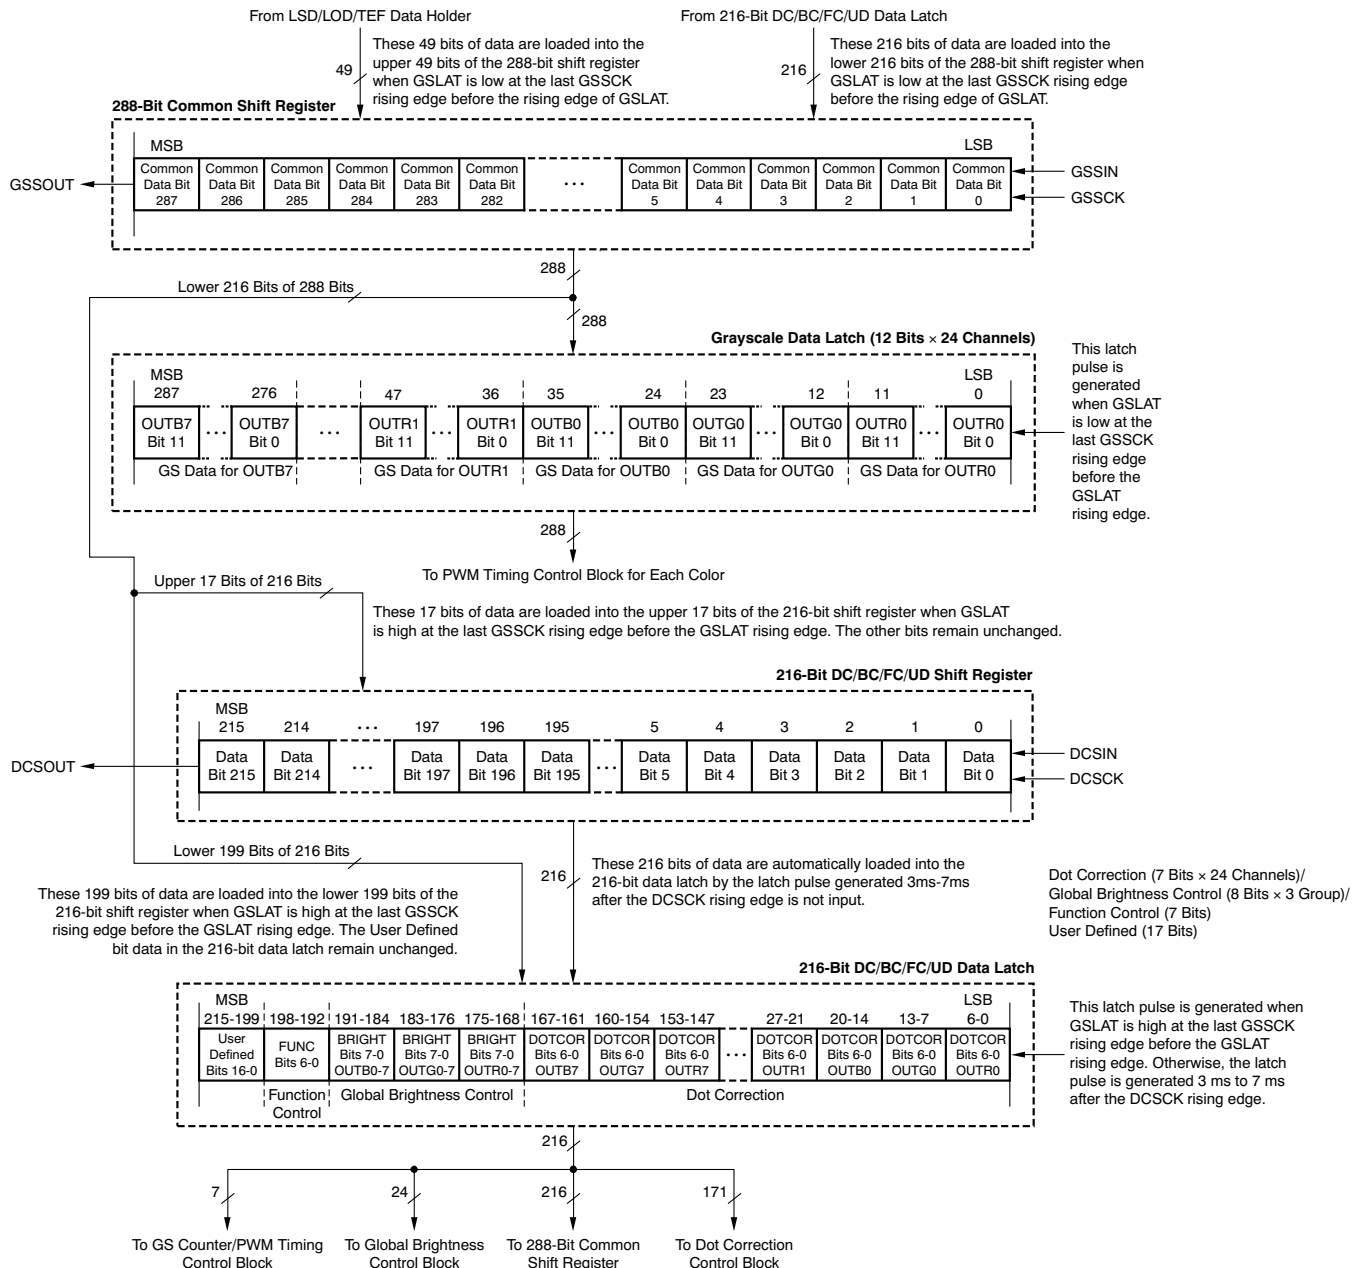 From LSD/LOD/TEF Data Holder
From 216-Bit DC/BC/FC/UD Data Latch
These 49 bits of data are loaded into the
upper 49 bits of the 288-bit shift register
when GSLAT is low at the last GSSCK
rising edge before the rising edge of GSLAT.
49
These 216 bits of data are loaded into the
lower 216 bits of the 288-bit shift register when
GSLAT is low at the last GSSCK rising edge
before the rising edge of GSLAT.
216
288-Bit Common Shift Register
MSB
LSB
GSSOUT
Common Data Bit 287
Common Data Bit 286
Common Data Bit 285
Common Data Bit 284
Common Data Bit 283
Common Data Bit 282
...
Common Data Bit 5
Common Data Bit 4
Common Data Bit 3
Common Data Bit 2
Common Data Bit 1
Common Data Bit 0
GSSIN
GSSCK
288
Lower 216 Bits of 288 Bits
288
Grayscale Data Latch (12 Bits × 24 Channels)
MSB
LSB
287 276 47 36 35 24 23 12 11 0
OUTB7 Bit 11
...
OUTB7 Bit 0
...
OUTR1 Bit 11
...
OUTR1 Bit 0
OUTB0 Bit 11
...
OUTB0 Bit 0
OUTG0 Bit 11
...
OUTG0 Bit 0
OUTR0 Bit 11
...
OUTR0 Bit 0
GS Data for OUTB7
GS Data for OUTR1
GS Data for OUTB0
GS Data for OUTG0
GS Data for OUTR0
This latch
pulse is
generated
when GSLAT
is low at the
last GSSCK
rising edge
before the
GSLAT
rising edge.
288
To PWM Timing Control Block for Each Color
Upper 17 Bits of 216 Bits
These 17 bits of data are loaded into the upper 17 bits of the 216-bit shift register when GSLAT
is high at the last GSSCK rising edge before the GSLAT rising edge. The other bits remain unchanged.
216-Bit DC/BC/FC/UD Shift Register
MSB
215 214 ... 197 196 195 5 4 3 2 1 0
DCSOUT
Data Bit 215
Data Bit 214
...
Data Bit 197
Data Bit 196
Data Bit 195
...
Data Bit 5
Data Bit 4
Data Bit 3
Data Bit 2
Data Bit 1
Data Bit 0
DCSIN
DCSCK
Lower 199 Bits of 216 Bits
These 199 bits of data are loaded into the lower 199 bits of the
216-bit shift register when GSLAT is high at the last GSSCK
rising edge before the GSLAT rising edge. The User Defined
bit data in the 216-bit data latch remain unchanged.
216
These 216 bits of data are automatically loaded into the
216-bit data latch by the latch pulse generated 3ms-7ms
after the DCSCK rising edge is not input.
Dot Correction (7 Bits × 24 Channels)/
Global Brightness Control (8 Bits × 3 Group)/
Function Control (7 Bits)
User Defined (17 Bits)
216-Bit DC/BC/FC/UD Data Latch
MSB
LSB
215-199 198-192 191-184 183-176 175-168 167-161 160-154 153-147 27-21 20-14 13-7 6-0
User Defined Bits 16-0
FUNC Bits 6-0
BRIGHT Bits 7-0 OUTB0-7
BRIGHT Bits 7-0 OUTG0-7
BRIGHT Bits 7-0 OUTR0-7
DOTCOR Bits 6-0 OUTB7
DOTCOR Bits 6-0 OUTG7
DOTCOR Bits 6-0 OUTR7
...
DOTCOR Bits 6-0 OUTR1
DOTCOR Bits 6-0 OUTB0
DOTCOR Bits 6-0 OUTG0
DOTCOR Bits 6-0 OUTR0
Function Control
Global Brightness Control
Dot Correction
This latch pulse is generated when
GSLAT is high at the last GSSCK
rising edge before the GSLAT
rising edge. Otherwise, the latch
pulse is generated 3 ms to 7 ms
after the DCSCK rising edge.
216
7
24
216
171
To GS Counter/PWM Timing
Control Block
To Global Brightness
Control Block
To 288-Bit Common
Shift Register
To Dot Correction
Control Block